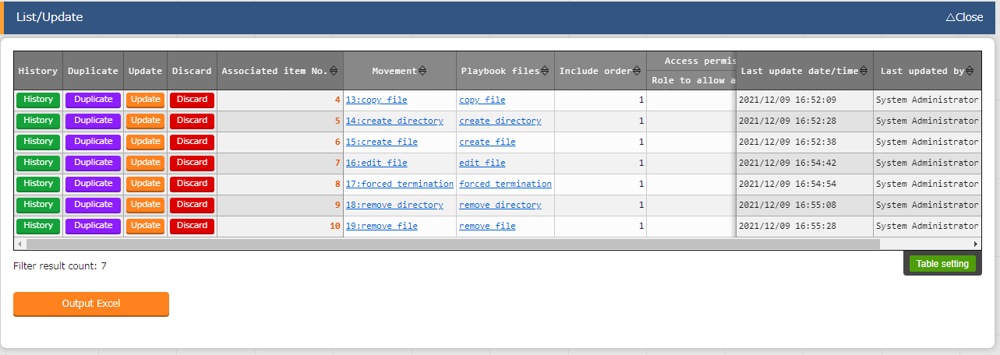 List/Update △Close
Access permis
History Duplicate Update Discard Associated item No. Movement Playbook files Include order Last update date/time Last updated by
Role to allow a
History Duplicate Update Discard 4 13:copy file copy file 1 2021/12/09 16:52:09 System Administrator
History Duplicate Update Discard 5 14:create directory create directory 1 2021/12/09 16:52:28 System Administrator
History Duplicate Update Discard 6 15:create file create file 1 2021/12/09 16:52:38 System Administrator
History Duplicate Update Discard 7 16:edit file edit file 1 2021/12/09 16:54:42 System Administrator
History Duplicate Update Discard 8 17:forced termination forced termination 1 2021/12/09 16:54:54 System Administrator
History Duplicate Update Discard 9 18:remove directory remove directory 1 2021/12/09 16:55:08 System Administrator
History Duplicate Update Discard 10 19:remove file remove file 1 2021/12/09 16:55:28 System Administrator
Filter result count: 7 Table setting
Output Excel